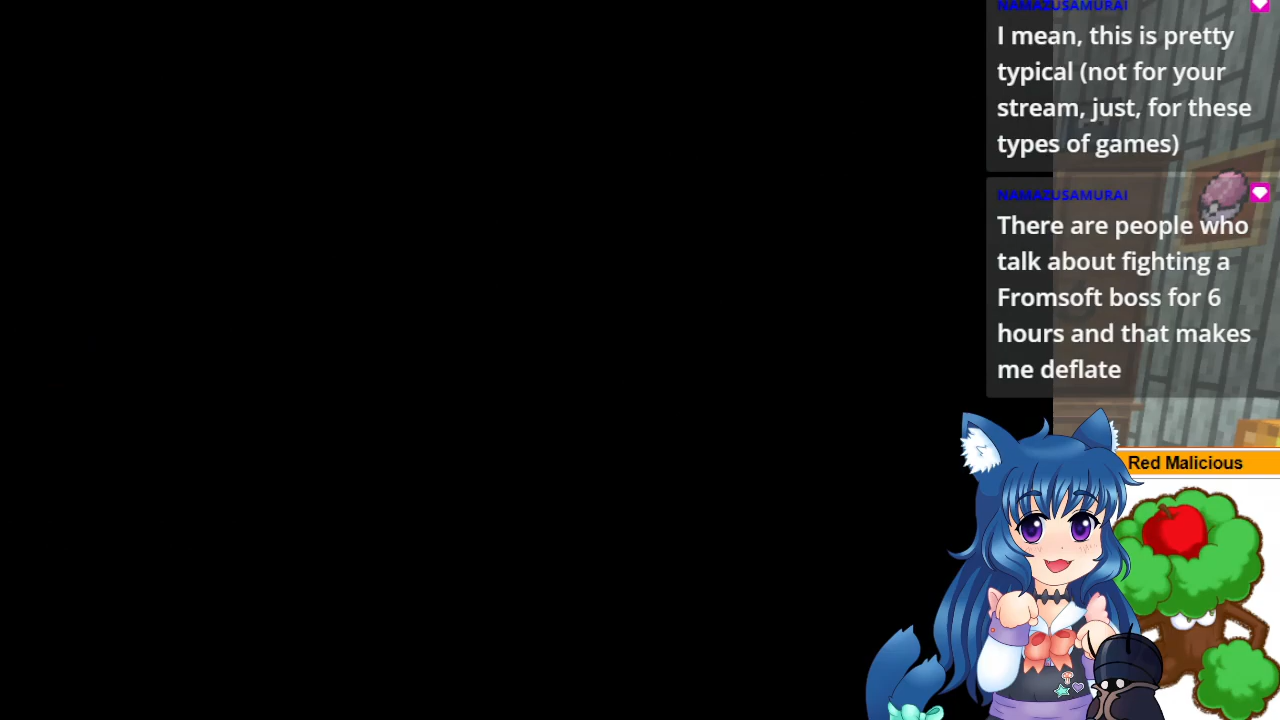 NAMAZUSAMURAI
I mean, this is pretty
typical (not for your
stream, just, for these
types of games)
NAMAZUSAMURAI
There are people who
talk about fighting a
Fromsoft boss for 6
hours and that makes
me deflate
Red Malicious